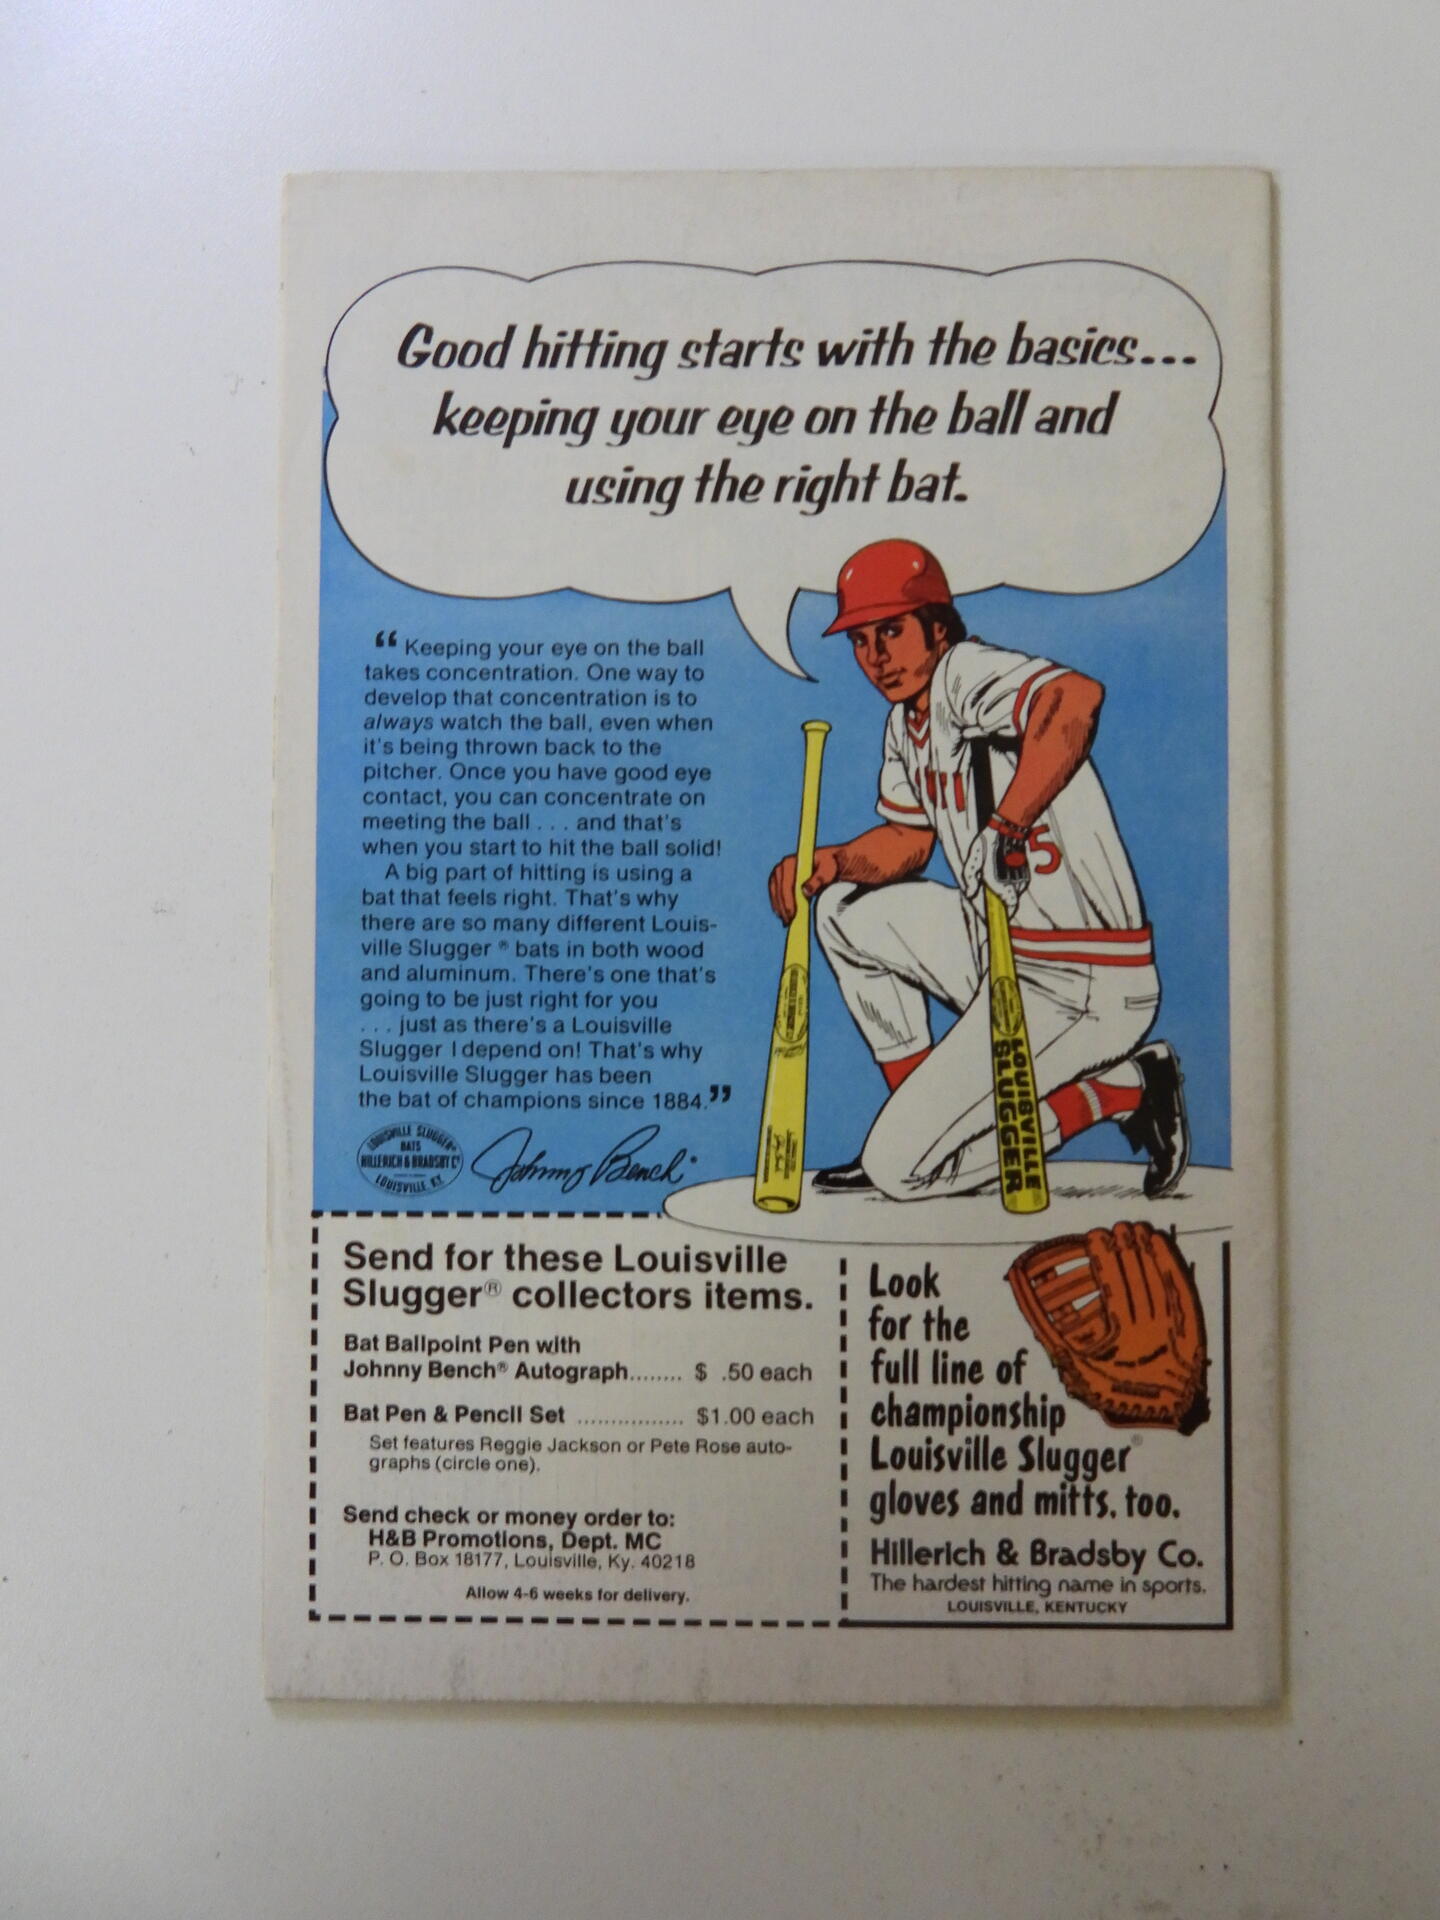 Good hitting starts with the basics...
keeping your eye on the ball and
using the right bat.
“ Keeping your eye on the ball
takes concentration. One way to
develop that concentration is to
always watch the ball, even when
it's being thrown back to the
pitcher. Once you have good eye
contact, you can concentrate on
meeting the ball . . . and that's
when you start to hit the ball solid!
A big part of hitting is using a
bat that feels right. That's why
there are so many different Louis-
ville Slugger ® bats in both wood
and aluminum. There's one that's
going to be just right for you
. . . just as there's a Louisville
Slugger I depend on! That's why
Louisville Slugger has been
the bat of champions since 1884.”
LOUISVILLE SLUGGER
BATS
HILLERICH & BRADSBY Co
LOUISVILLE, KY.
Johnny Bench
5
LOUISVILLE
SLUGGER
Send for these Louisville
Slugger® collectors items.
Bat Ballpoint Pen with
Johnny Bench® Autograph........ $ .50 each
Bat Pen & Pencil Set ................ $1.00 each
Set features Reggie Jackson or Pete Rose auto-
graphs (circle one).
Send check or money order to:
H&B Promotions, Dept. MC
P. O. Box 18177, Louisville, Ky. 40218
Allow 4-6 weeks for delivery.
Look
for the
full line of
championship
Louisville Slugger®
gloves and mitts, too.
Hillerich & Bradsby Co.
The hardest hitting name in sports.
LOUISVILLE, KENTUCKY